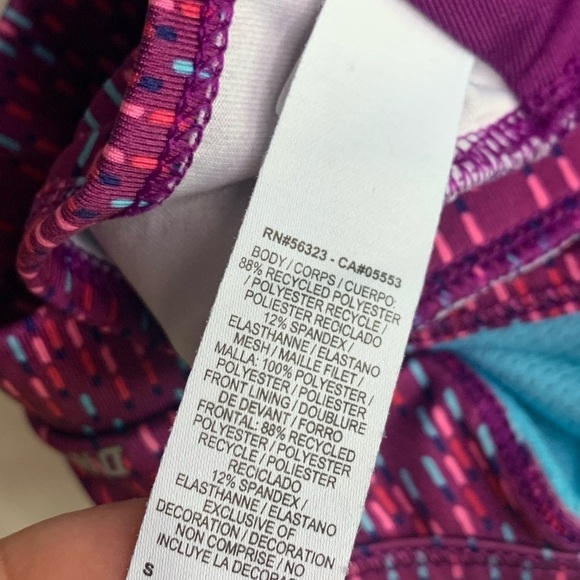 RN#56323 - CA#05553
BODY / CORPS / CUERPO:
88% RECYCLED POLYESTER
/ POLYESTER RECYCLE /
POLIESTER RECICLADO
12% SPANDEX /
ELASTHANNE / ELASTANO
MESH / MAILLE FILET /
MALLA: 100% POLYESTER /
POLYESTER / POLIESTER
FRONT LINING / DOUBLURE
DE DEVANT / FORRO
FRONTAL: 88% RECYCLED
POLYESTER / POLYESTER
RECYCLE / POLIESTER
RECICLADO
12% SPANDEX /
ELASTHANNE / ELASTANO
EXCLUSIVE OF
DECORATION / DECORATION
NON COMPRISE / NO
INCLUYE LA DECORA
S